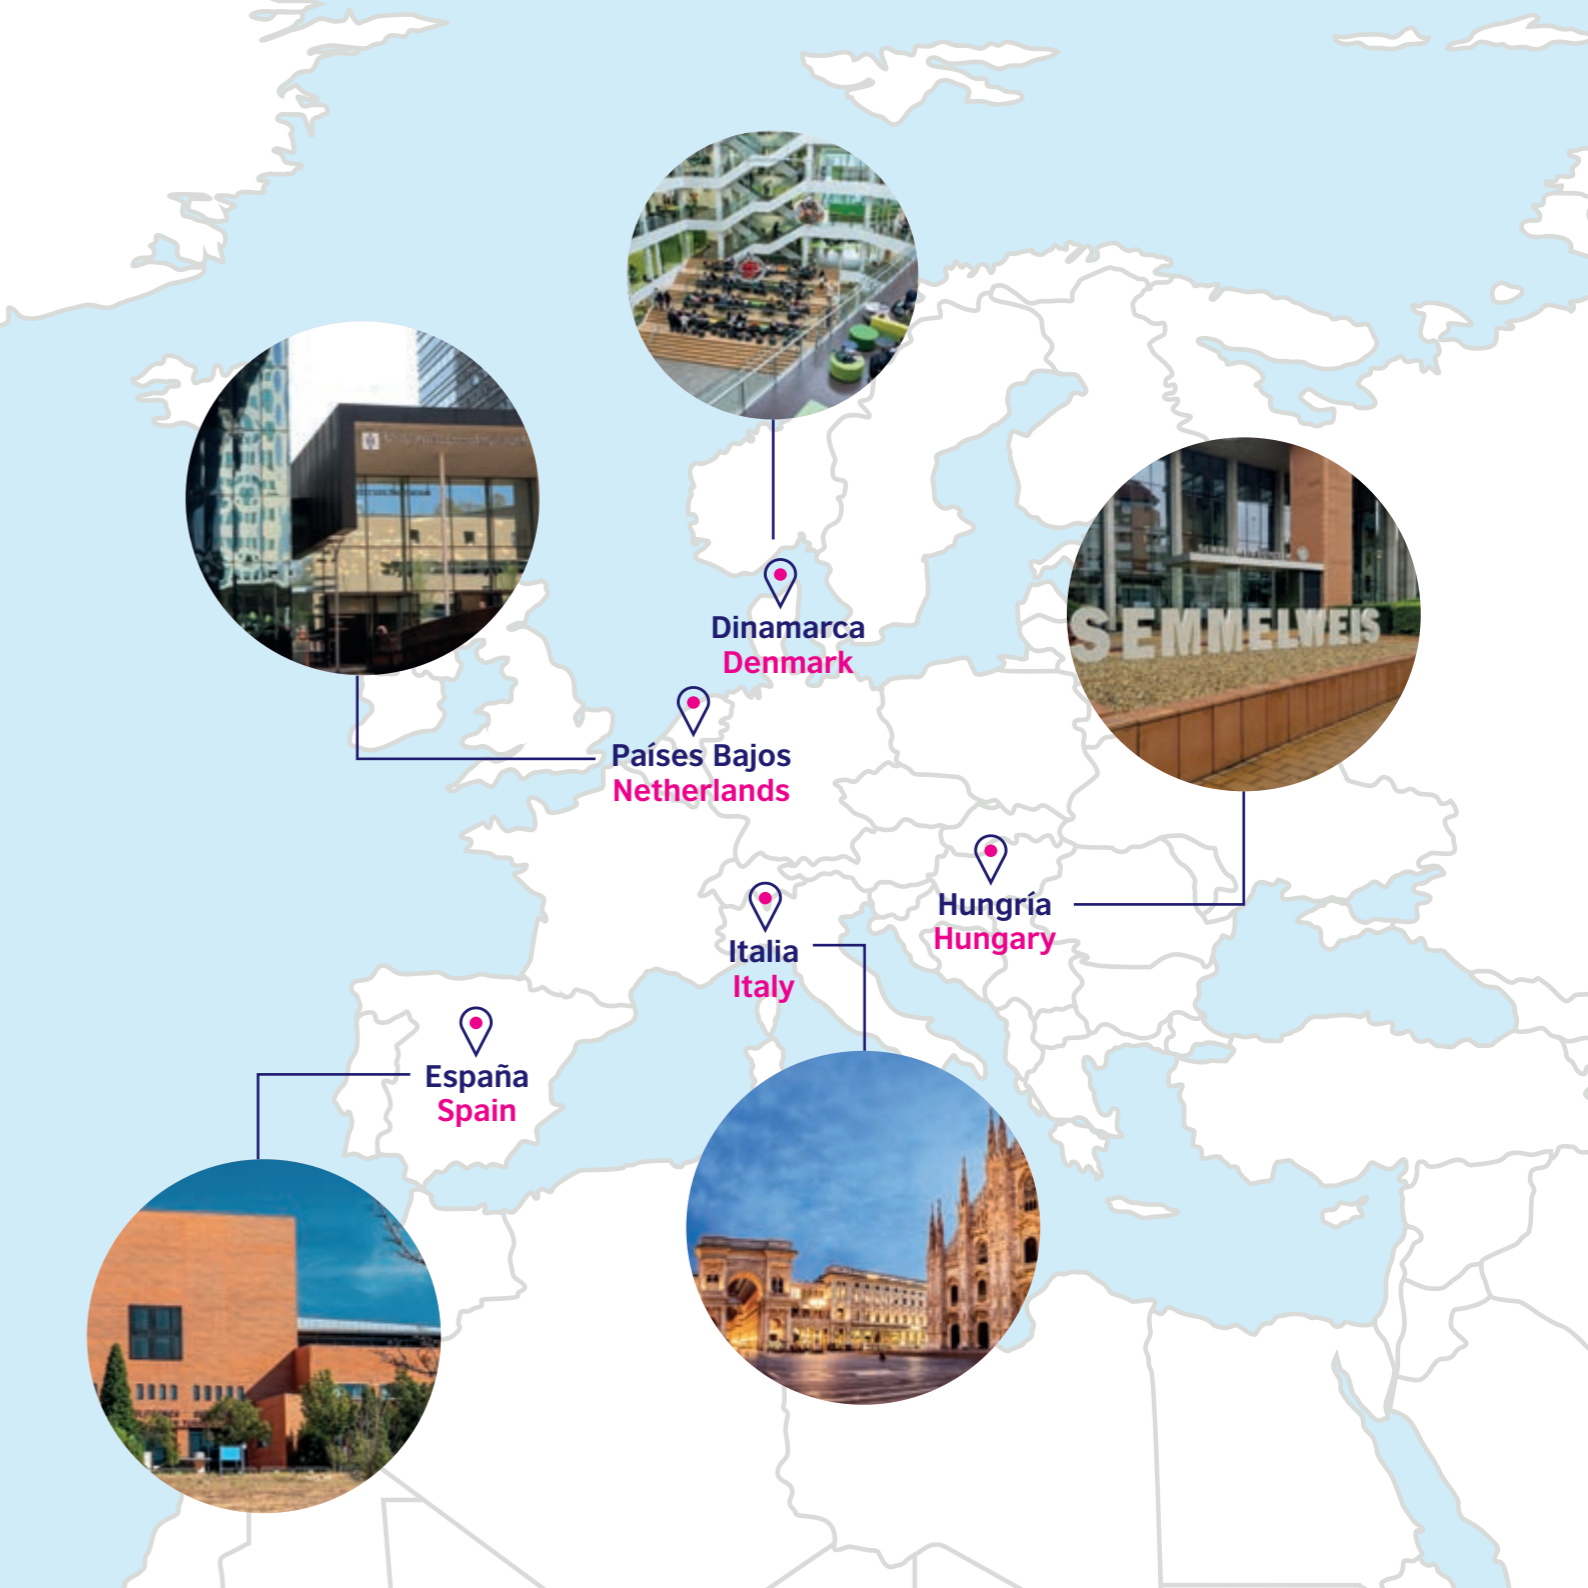 Dinamarca
Denmark
SEMMELWEIS
Países Bajos
Netherlands
Hungría
Hungary
Italia
Italy
España
Spain